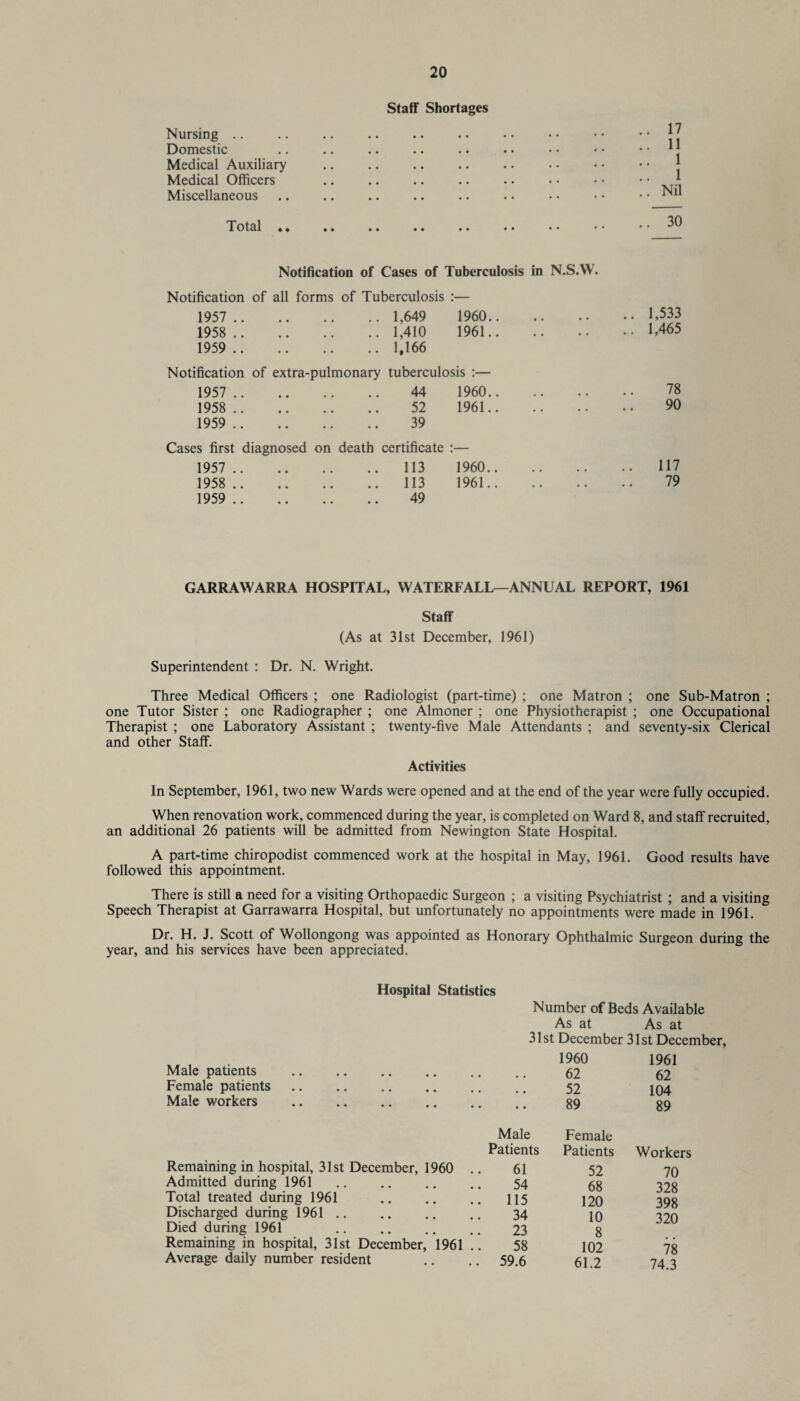 20
Staff Shortages
Nursing .. .. .. .. .. .. .. .. .. .. 17
Domestic .. .. .. .. .. .. .. .. .. 11
Medical Auxiliary .. .. .. .. .. .. .. .. 1
Medical Officers .. .. .. .. .. .. .. .. 1
Miscellaneous .. .. .. .. .. .. .. .. .. Nil
Total .. .. .. .. .. .. .. .. .. 30
Notification of Cases of Tuberculosis in N.S.W.
Notification of all forms of Tuberculosis :—
1957 .. .. .. .. 1,649 1960.. .. .. .. .. 1,533
1958 .. .. .. .. 1,410 1961.. .. .. .. .. 1,465
1959 .. .. .. .. 1,166
Notification of extra-pulmonary tuberculosis :—
1957 .. .. .. .. 44 1960.. .. .. .. .. 78
1958 .. .. .. .. 52 1961.. .. .. .. .. 90
1959 .. .. .. .. 39
Cases first diagnosed on death certificate :—
1957 .. .. .. .. 113 1960.. .. .. .. .. 117
1958 .. .. .. .. 113 1961.. .. .. .. .. 79
1959 .. .. .. .. 49
GARRAWARRA HOSPITAL, WATERFALL—ANNUAL REPORT, 1961
Staff
(As at 31st December, 1961)
Superintendent : Dr. N. Wright.
Three Medical Officers ; one Radiologist (part-time) ; one Matron ; one Sub-Matron ;
one Tutor Sister ; one Radiographer ; one Almoner ; one Physiotherapist ; one Occupational
Therapist ; one Laboratory Assistant ; twenty-five Male Attendants ; and seventy-six Clerical
and other Staff.
Activities
In September, 1961, two new Wards were opened and at the end of the year were fully occupied.
When renovation work, commenced during the year, is completed on Ward 8, and staff recruited,
an additional 26 patients will be admitted from Newington State Hospital.
A part-time chiropodist commenced work at the hospital in May, 1961. Good results have
followed this appointment.
There is still a need for a visiting Orthopaedic Surgeon ; a visiting Psychiatrist ; and a visiting
Speech Therapist at Garrawarra Hospital, but unfortunately no appointments were made in 1961.
Dr. H. J. Scott of Wollongong was appointed as Honorary Ophthalmic Surgeon during the
year, and his services have been appreciated.
Hospital Statistics
Number of Beds Available
As at As at
31st December 31st December,
1960 1961
Male patients .. .. .. .. .. .. 62 62
Female patients .. .. .. .. .. .. 52 104
Male workers .. .. .. .. .. .. 89 89
Male Female
Patients Patients Workers
Remaining in hospital, 31st December, 1960 .. 61 52 70
Admitted during 1961 .. .. .. .. 54 68 328
Total treated during 1961 .. .. .. 115 120 398
Discharged during 1961 .. .. .. .. 34 10 320
Died during 1961 .. .. .. .. 23 8 ..
Remaining in hospital, 31st December, 1961 .. 58 102 78
Average daily number resident .. .. 59.6 61.2 74.3